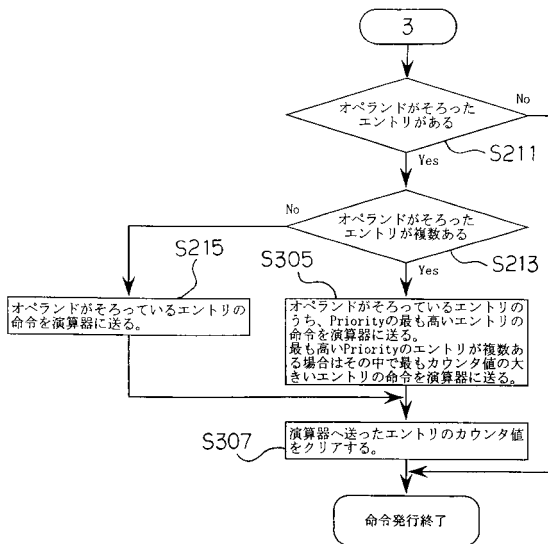 3
オペランドがそろった
エントリがある
No
S211
Yes
オペランドがそろった
エントリが複数ある
No
S213
Yes
S215
オペランドがそろっているエントリの
命令を演算器に送る。
S305
オペランドがそろっているエントリの
うち、Priorityの最も高いエントリの
命令を演算器に送る。
最も高いPriorityのエントリが複数あ
る場合はその中で最もカウンタ値の大
きいエントリの命令を演算器に送る。
S307
演算器へ送ったエントリのカウンタ値
をクリアする。
命令発行終了